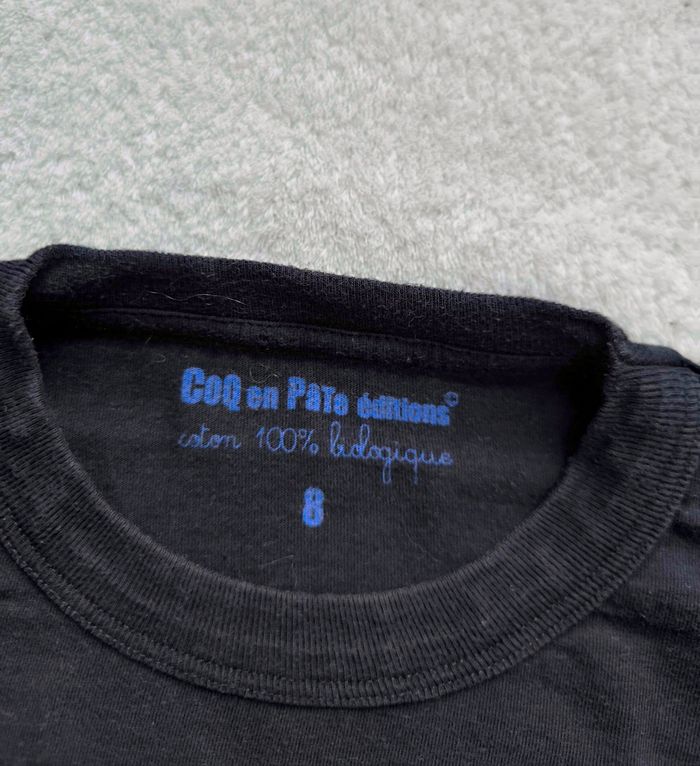 CoQ en PaTe éditions©
coton 100% biologique
8